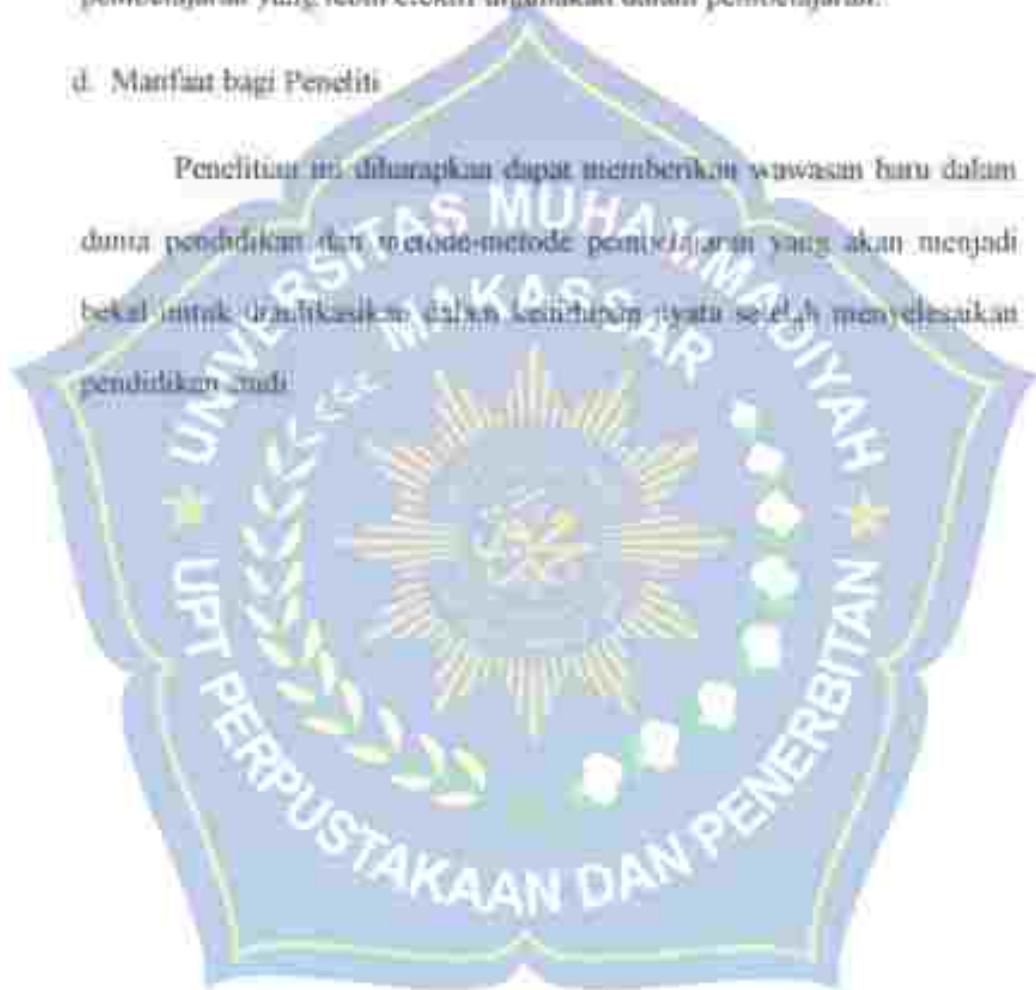 pembelajaran yang lebih efektif digunakan dalam pembelajaran.
d. Manfaat bagi Peneliti
Penelitian ini diharapkan dapat memberikan wawasan baru dalam
dunia pendidikan dan metode-metode pembelajaran yang akan menjadi
bekal untuk dalam kehidupan nyata setelah menyelesaikan
pendidikan studi
UNIVERSITAS MUHAMMADIYAH
MAKASSAR
UPT PERPUSTAKAAN DAN PENERBITAN